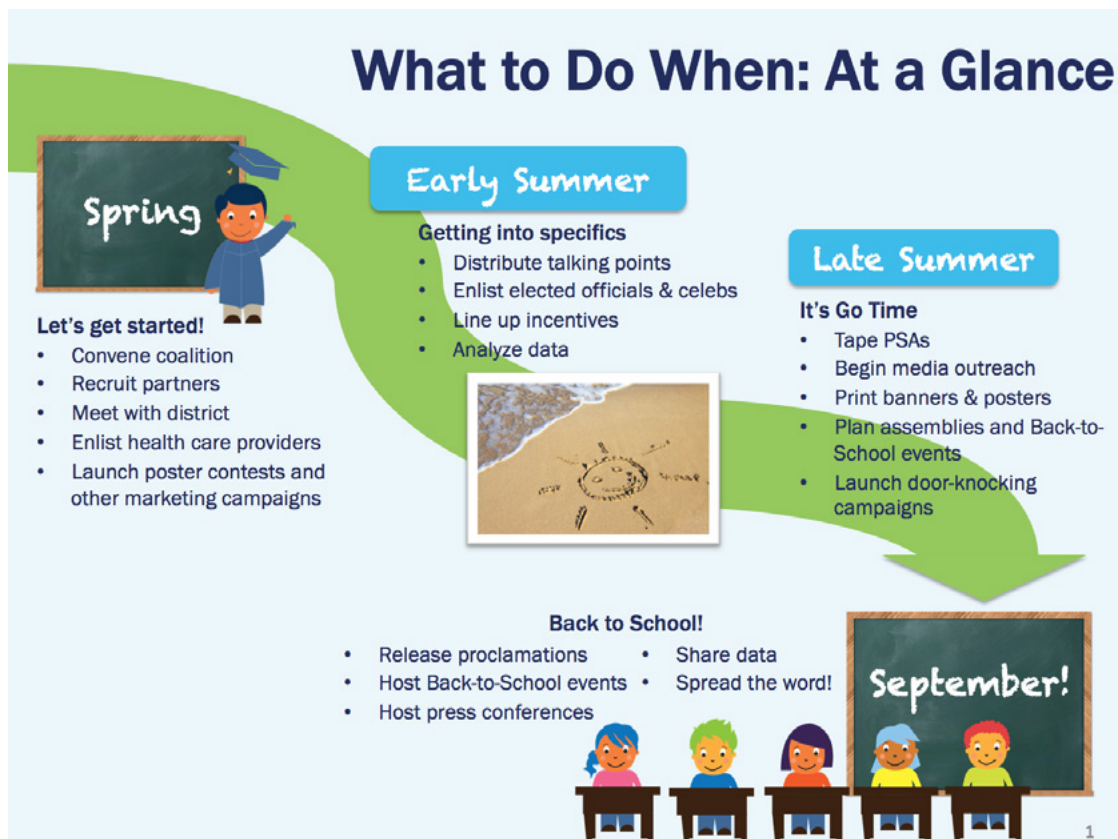 What to Do When: At a Glance
Spring
Let's get started!
• Convene coalition
• Recruit partners
• Meet with district
• Enlist health care providers
• Launch poster contests and
other marketing campaigns
Early Summer
Getting into specifics
• Distribute talking points
• Enlist elected officials & celebs
• Line up incentives
• Analyze data
Late Summer
It's Go Time
• Tape PSAs
• Begin media outreach
• Print banners & posters
• Plan assemblies and Back-to-
School events
• Launch door-knocking
campaigns
September!
Back to School!
• Release proclamations
• Host Back-to-School events
• Host press conferences
• Share data
• Spread the word!
1